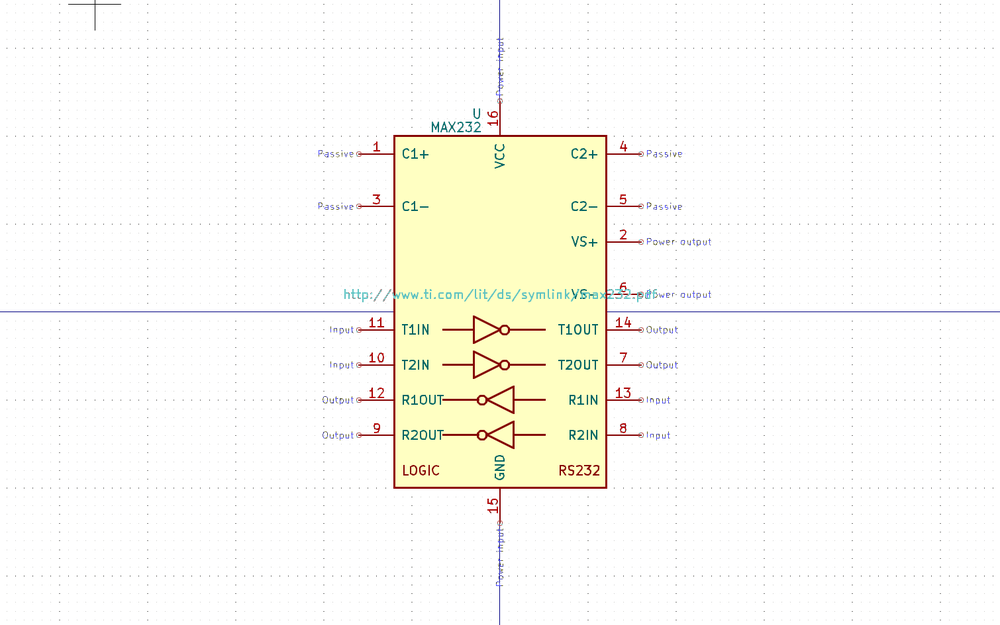 Power input
U
16
MAX232
Passive 1 C1+ VCC C2+ 4 Passive
Passive 3 C1- C2- 5 Passive
VS+ 2 Power output
http://www.ti.com/lit/ds/symlink/max232.pdf
VS- 6 Power output
Input 11 T1IN T1OUT 14 Output
Input 10 T2IN T2OUT 7 Output
Output 12 R1OUT R1IN 13 Input
Output 9 R2OUT R2IN 8 Input
LOGIC GND RS232
15
Power input